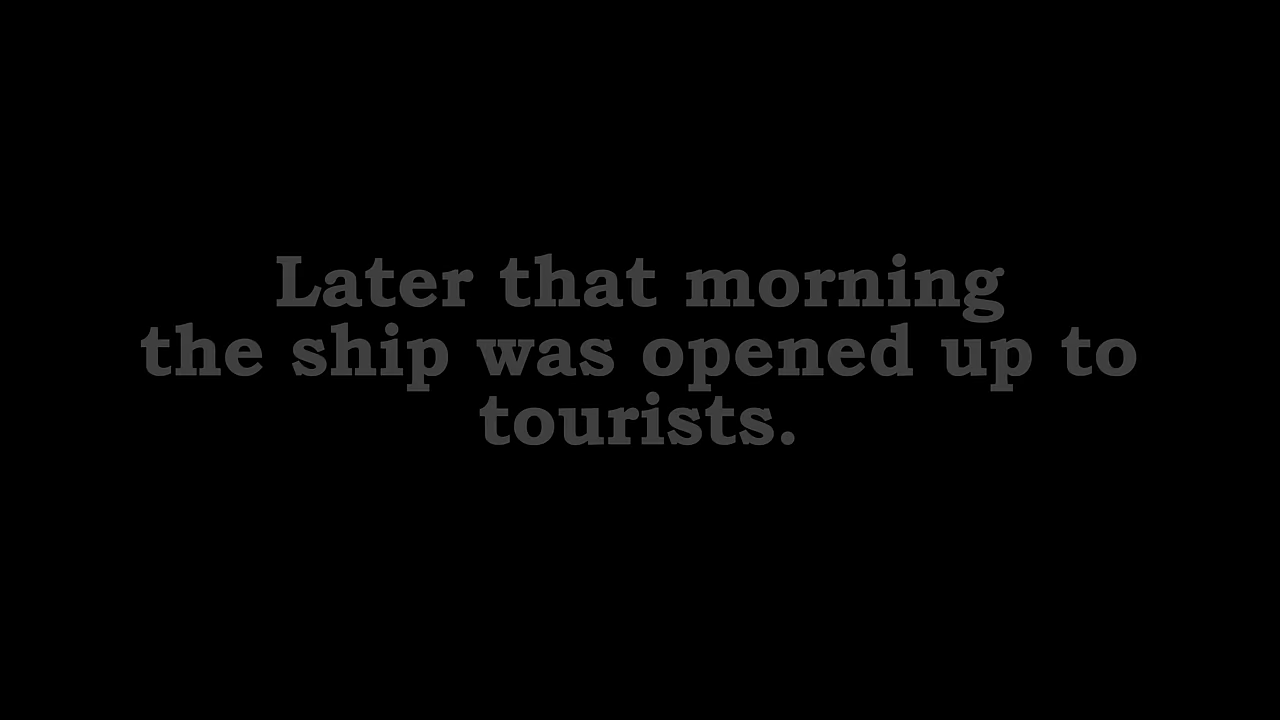 Later that morning
the ship was opened up to
tourists.